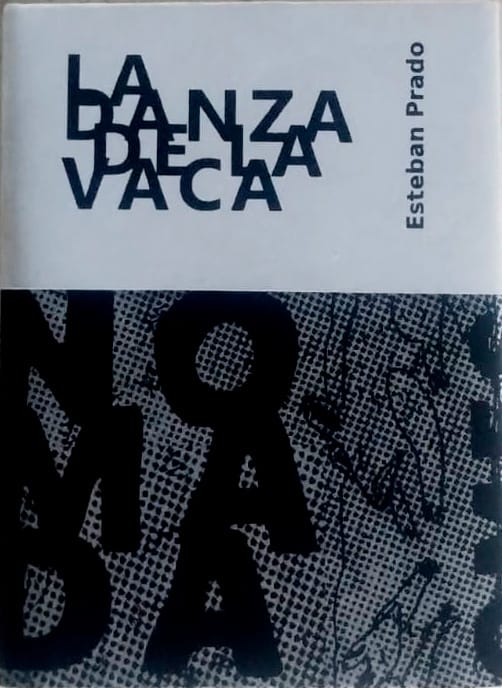 LA
DANZA
DE LA
VACA
Esteban Prado
NO
MA
DA